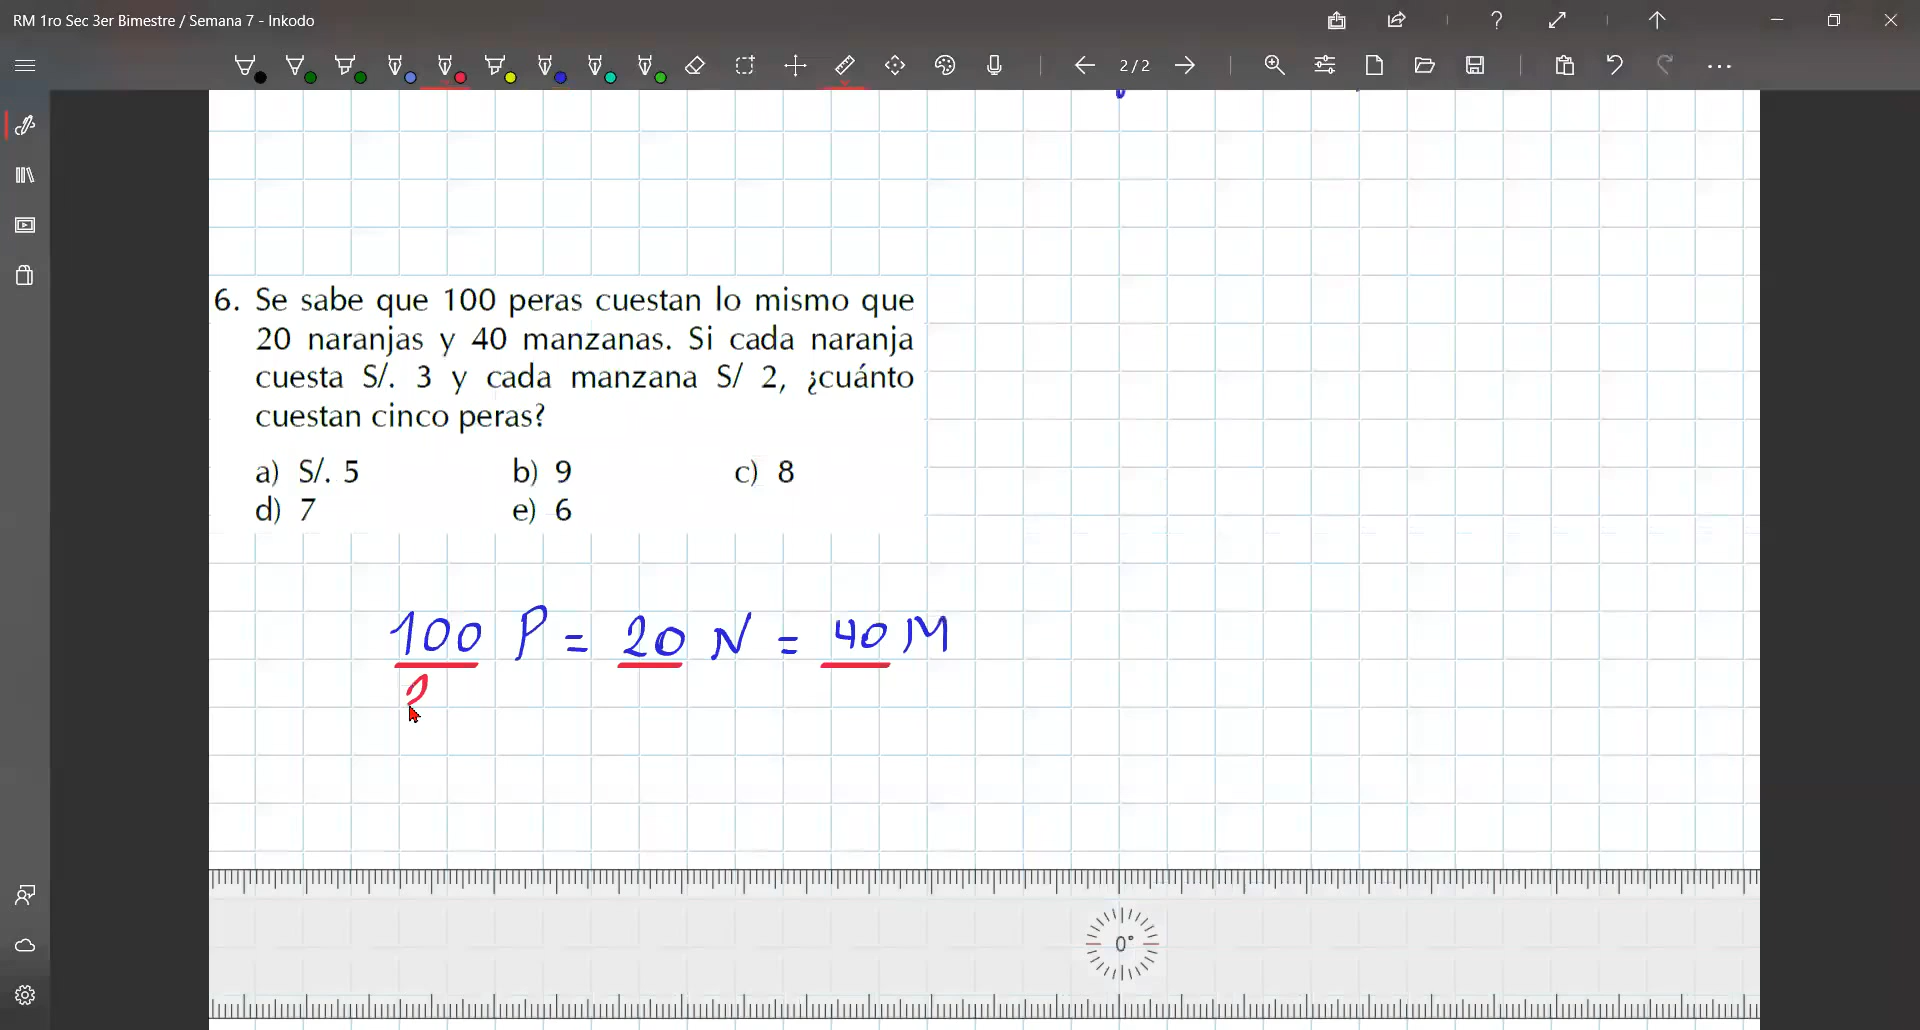 RM 1ro Sec 3er Bimestre / Semana 7 - Inkodo
2 / 2
6. Se sabe que 100 peras cuestan lo mismo que
20 naranjas y 40 manzanas. Si cada naranja
cuesta S/. 3 y cada manzana S/ 2, ¿cuánto
cuestan cinco peras?
a) S/. 5 b) 9 c) 8
d) 7 e) 6
100 P = 20 N = 40 M
0°